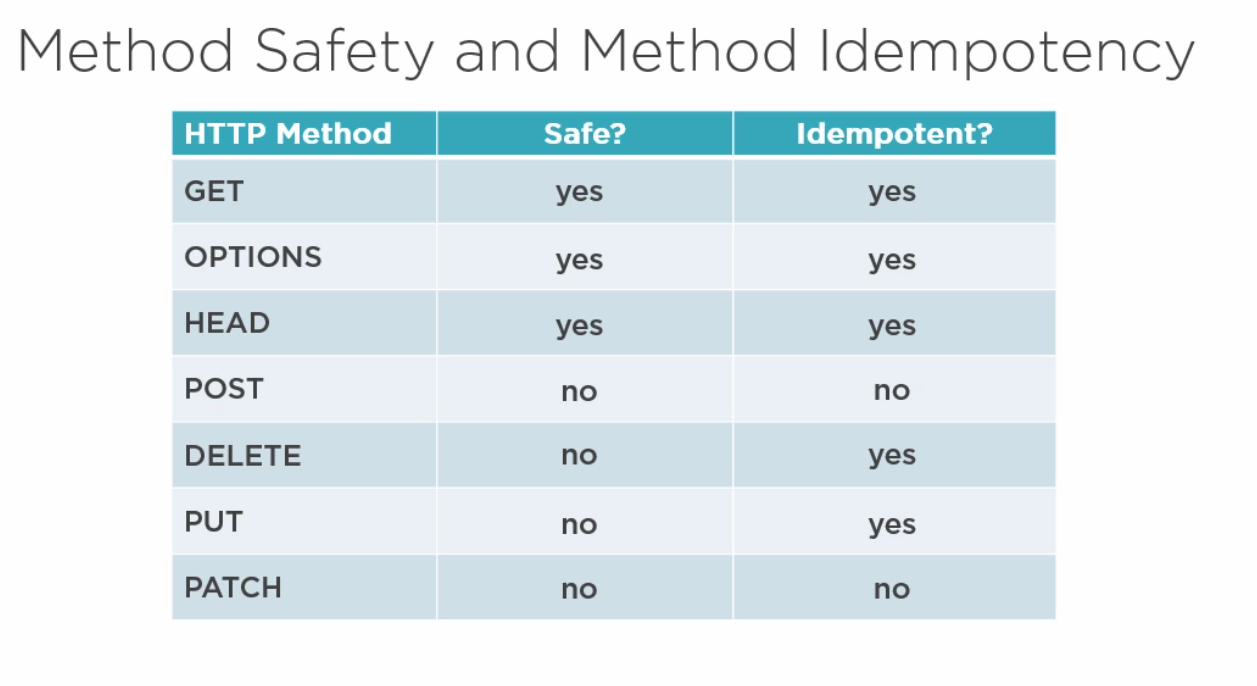 Method Safety and Method Idempotency
HTTP Method Safe? Idempotent?
GET yes yes
OPTIONS yes yes
HEAD yes yes
POST no no
DELETE no yes
PUT no yes
PATCH no no